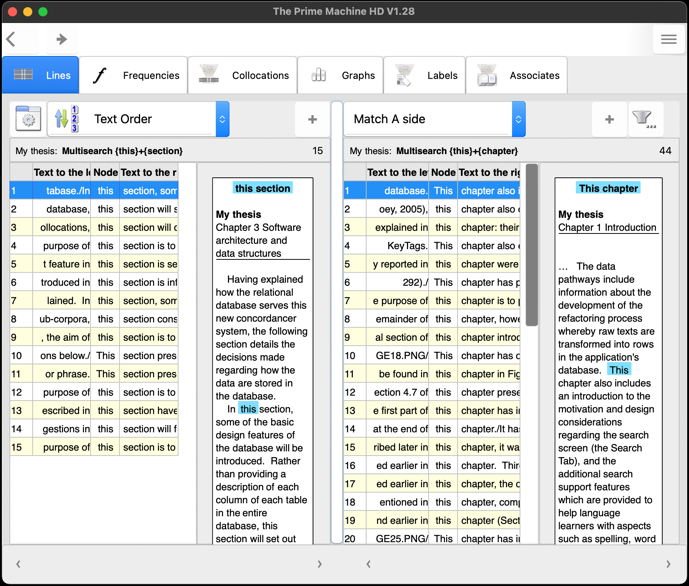 The Prime Machine HD V1.28
Lines
Frequencies
Collocations
Graphs
Labels
Associates
Text Order
My thesis: Multisearch {this}+{section} 15
Text to the le Node Text to the r
1 tabase./In this section, som
2 database, this section will s
3 ollocations, this section will c
4 purpose of this section is to
5 t feature in this section is se
6 troduced in this section is inf
7 lained. In this section, som
8 ub-corpora, this section cons
9 , the aim of this section is to
10 ons below./ This section pres
11 or phrase. This section pres
12 purpose of this section is to
13 escribed in this section have
14 gestions in this section will f
15 purpose of this section is to
this section
My thesis
Chapter 3 Software
architecture and
data structures
Having explained
how the relational
database serves this
new concordancer
system, the following
section details the
decisions made
regarding how the
data are stored in
the database.
In this section,
some of the basic
design features of
the database will be
introduced. Rather
than providing a
description of each
column of each table
in the entire
database, this
section will set out
Match A side
My thesis: Multisearch {this}+{chapter} 44
Text to the le Node Text to the rig
1 database. This chapter also i
2 oey, 2005), this chapter will
3 explained in this chapter: their
4 KeyTags. This chapter also
5 y reported in this chapter were
6 292)./ This chapter has p
7 e purpose of this chapter is to p
8 emainder of this chapter, howe
9 al section of this chapter introd
10 GE18.PNG/ This chapter has o
11 be found in this chapter in Fig
12 ection 4.7 of this chapter prese
13 e first part of this chapter has in
14 at the end of this chapter./It ha
15 ribed later in this chapter, it wa
16 ed earlier in this chapter. Thir
17 ed earlier in this chapter, the c
18 entioned in this chapter, comp
19 nd earlier in this chapter (Sect
20 GE25.PNG/ This chapter has i
This chapter
My thesis
Chapter 1 Introduction
... The data
pathways include
information about the
development of the
refactoring process
whereby raw texts are
transformed into rows
in the application's
database. This
chapter also includes
an introduction to the
motivation and design
considerations
regarding the search
screen (the Search
Tab), and the
additional search
support features
which are provided to
help language
learners with aspects
such as spelling, word